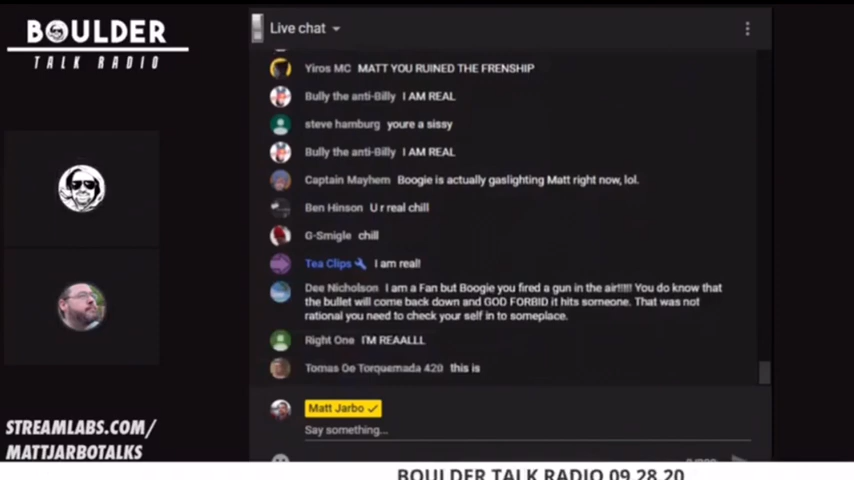 BOULDER
TALK RADIO
Live chat
Yiros MC MATT YOU RUINED THE FRENSHIP
Bully the anti-Billy I AM REAL
steve hamburg youre a sissy
Bully the anti-Billy I AM REAL
Captain Mayhem Boogie is actually gaslighting Matt right now, lol.
Ben Hinson U r real chill
G-Smigle chill
Tea Clips I am real!
Dee Nicholson I am a Fan but Boogie you fired a gun in the air!!!!! You do know that
the bullet will come back down and GOD FORBID it hits someone. That was not
rational you need to check your self in to someplace.
Right One I'M REAALLL
Tomas De Torquemada 420 this is
Matt Jarbo
Say something...
STREAMLABS.COM/
MATTJARBOTALKS
BOULDER TALK RADIO 09.28.20